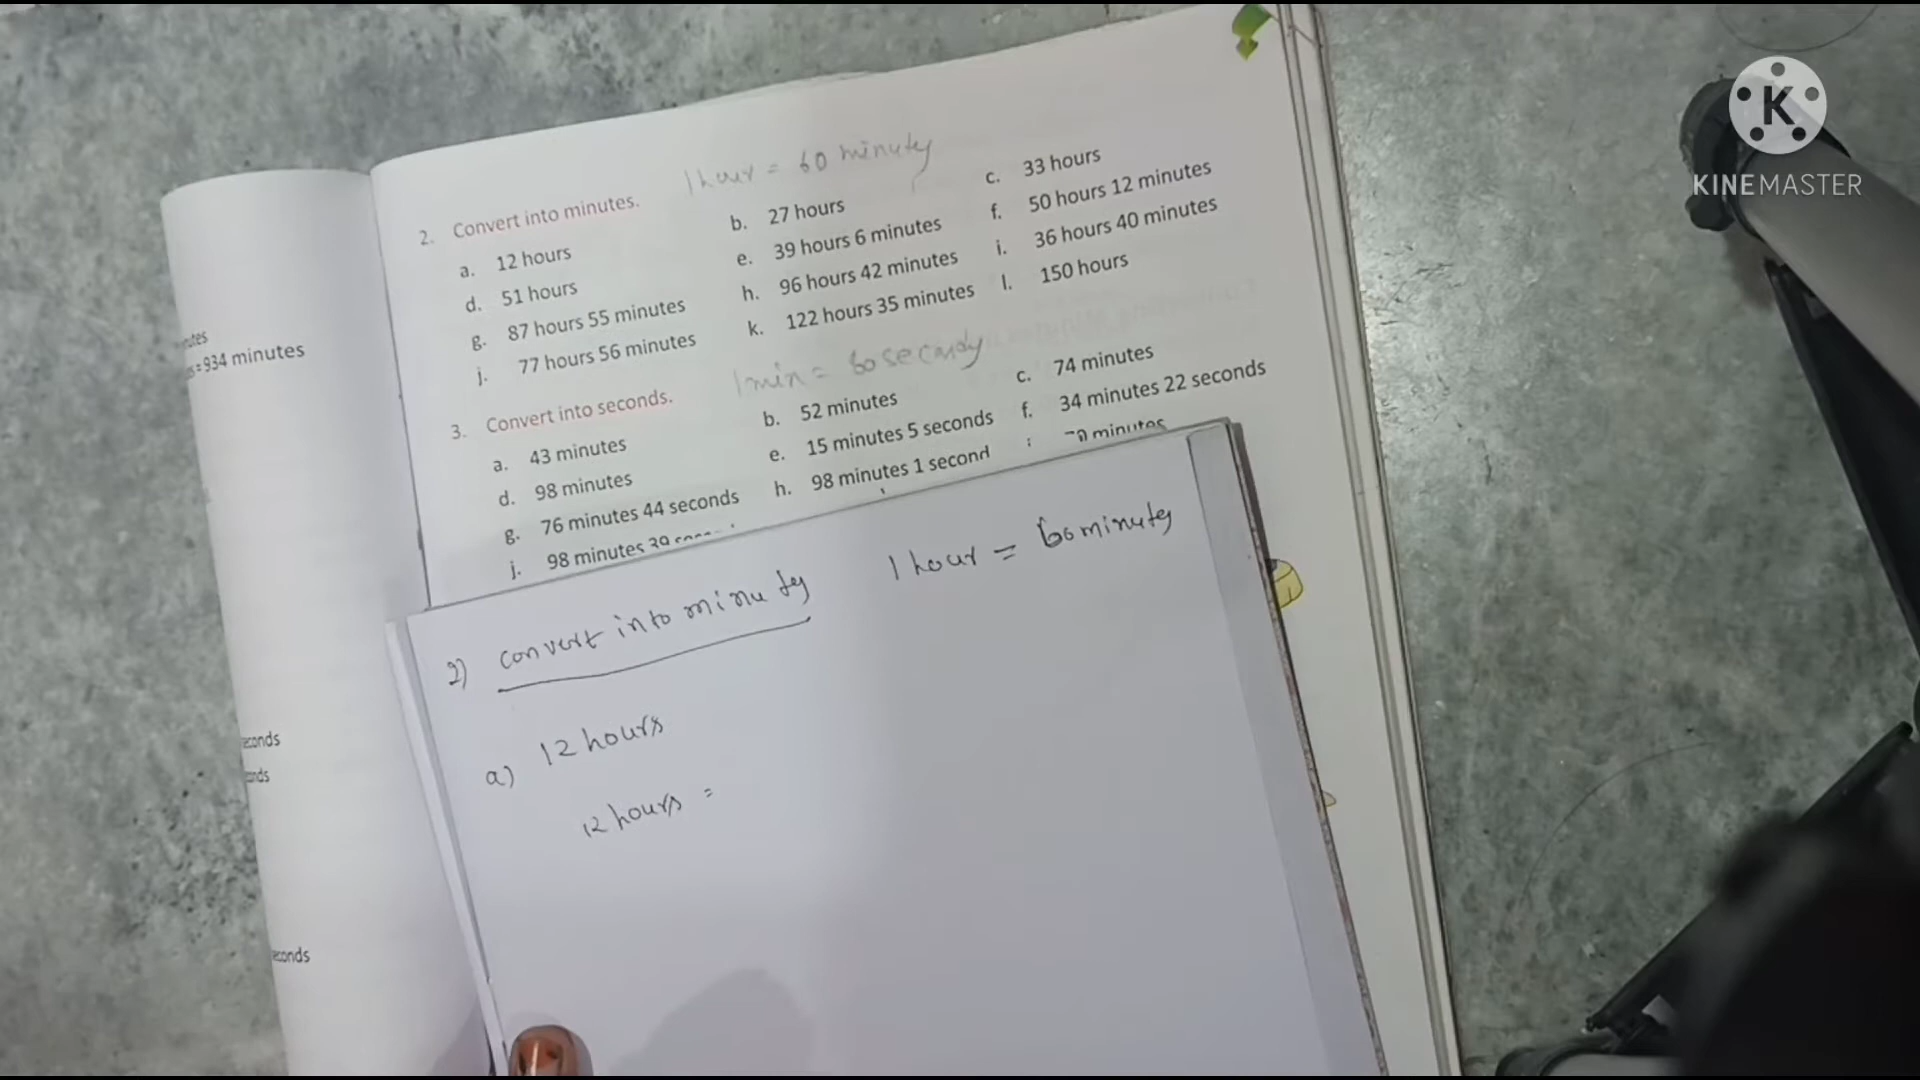 KINEMASTER
1 hour = 60 minutes
2. Convert into minutes.
a. 12 hours b. 27 hours c. 33 hours
d. 51 hours e. 39 hours 6 minutes f. 50 hours 12 minutes
g. 87 hours 55 minutes h. 96 hours 42 minutes i. 36 hours 40 minutes
j. 77 hours 56 minutes k. 122 hours 35 minutes l. 150 hours
1 min = 60 seconds
3. Convert into seconds.
a. 43 minutes b. 52 minutes c. 74 minutes
d. 98 minutes e. 15 minutes 5 seconds f. 34 minutes 22 seconds
g. 76 minutes 44 seconds h. 98 minutes 1 second minutes
j. 98 minutes 39
= 934 minutes
2) convert into minutes 1 hour = 60 minutes
a) 12 hours
12 hours =